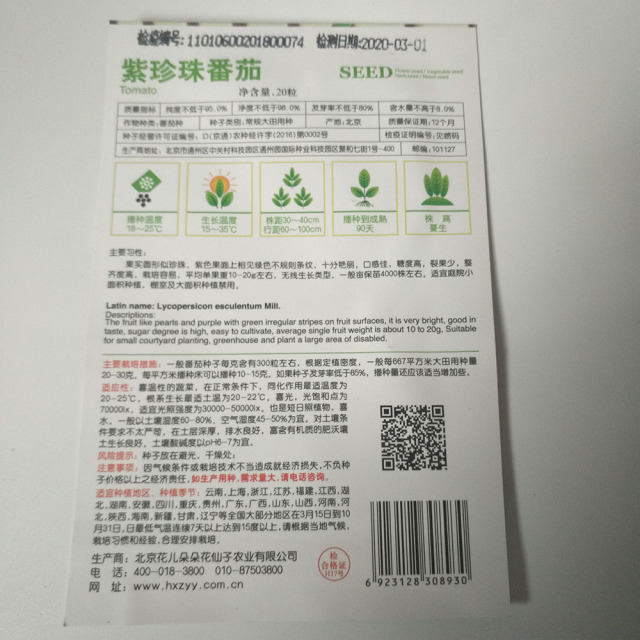 检疫编号: 11010600201800074 检测日期: 2020-03-01
紫珍珠番茄
Tomato
净含量: 20粒
SEED
质量指标 纯度不低于95.0% 净度不低于98.0% 发芽率不低于80% 含水量不高于8.0%
作物种类: 番茄种 种子类别: 常规大田用种 产地: 北京 质量保证期: 12个月
种子经营许可证编号: D(京通)农种经许字(2016)第0002号 检疫证明编号: 见喷码
生产商地址: 北京市通州区中关村科技园区通州园国际种业科技园区聚和七街1号-400 邮编: 101127
播种温度 生长温度 株距30～40cm 播种到成熟 株高
18～25℃ 15～35℃ 行距60～100cm 90天 蔓生
主要习性:
果实圆形似珍珠, 紫色果面上相见绿色不规则条纹, 十分艳丽, 口感佳, 糖度高, 裂果少, 整
齐度高, 栽培容易, 平均单果重10~20g左右, 无线生长类型, 一般亩保苗4000株左右, 适宜庭院小
面积种植, 棚室及大面积种植禁用。
Latin name: Lycopersicon esculentum Mill.
Descriptions:
The fruit like pearls and purple with green irregular stripes on fruit surfaces, it is very bright, good in
taste, sugar degree is high, easy to cultivate, average single fruit weight is about 10 to 20g, Suitable
for small courtyard planting, greenhouse and plant a large area of disabled.
主要栽培措施: 一般番茄种子每克含有300粒左右, 根据定植密度, 一般每667平方米大田用种量
20-30克。每平方米播种床可以播种10-15克。如果种子发芽率低于85%, 播种量还应该适当增加些。
适应性: 喜温性的蔬菜, 在正常条件下, 同化作用最适温度为
20-25℃, 根系生长最适土温为20-22℃。喜光, 光饱和点为
70000lx, 适宜光照强度为30000-50000lx。也是短日照植物, 喜
水, 一般以土壤湿度60-80%、空气湿度45-50%为宜。对土壤条
件要求不太严苛, 在土层深厚, 排水良好, 富含有机质的肥沃壤
土生长良好, 土壤酸碱度以pH6-7为宜。
风险提示: 种子放在避光, 干燥处;
注意事项: 因气候条件或栽培技术不当造成就经济损失, 不负种
子价格以上之经济责任, 如生产用种, 需求量大, 请电话咨询。
适宜种植地区、种植季节: 云南,上海,浙江,江苏,福建,江西,湖
北,湖南,安徽,四川,重庆,贵州,广东,广西,山东,山西,河南,河
北,陕西,海南,新疆,甘肃,辽宁等全国大部分地区在3月15日到10
月31日,日最低气温连续7天以上达到15度以上, 请根据当地气候,
栽培习惯和经验, 合理安排栽培。
生产商: 北京花儿朵朵花仙子农业有限公司
电话: 400-018-3800 010-87503800
网址: www.hxzyy.com.cn
检
合格证
H17号
6 923128 308930